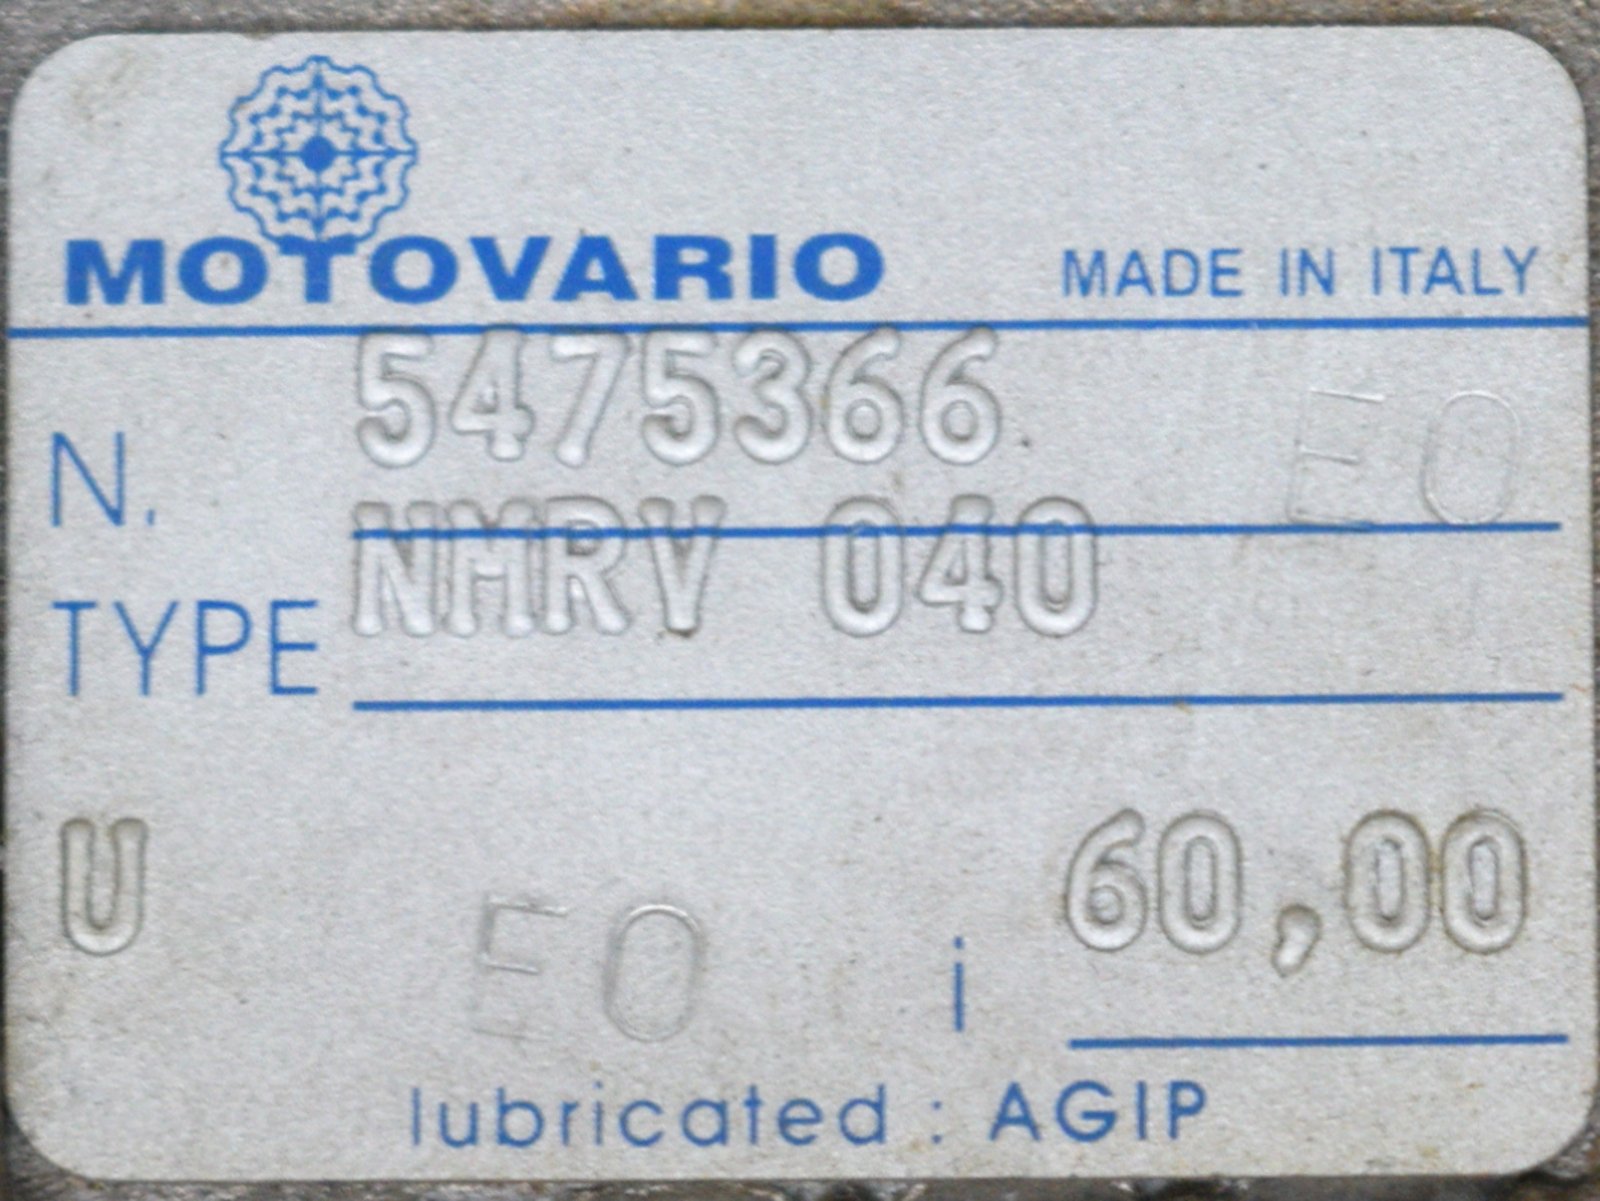 MOTOVARIO MADE IN ITALY
N. 5475366 EO
TYPE NMRV 040
U EO i 60,00
lubricated : AGIP